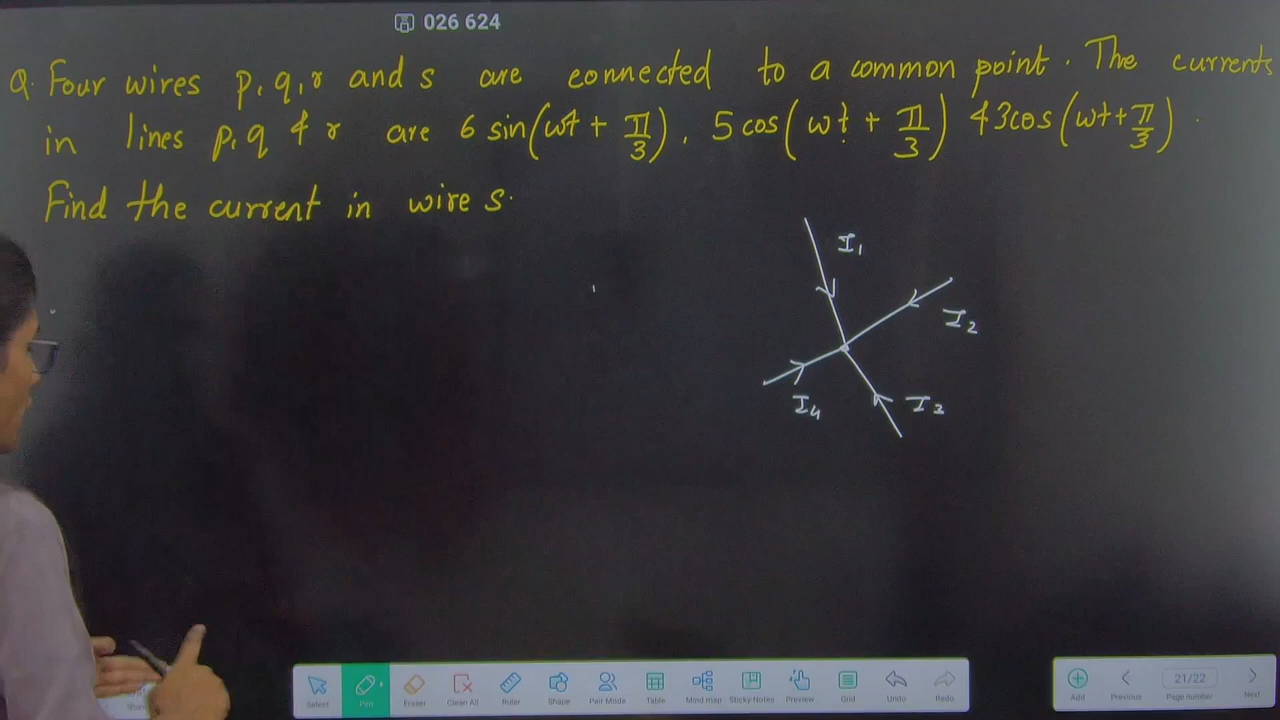 026 624
Q. Four wires p, q, r and s are connected to a common point. The currents
in lines p, q & r are 6 sin(ωt + π/3), 5 cos(ωt + π/3) & 3cos(ωt + π/3).
Find the current in wire s.
I1
I2
I4 I3
Select Pen Eraser Clean All Ruler Shape Pair Mode Table Mind map Sticky Notes Preview Grid Undo Redo
Add Previous 21/22 Page number Next